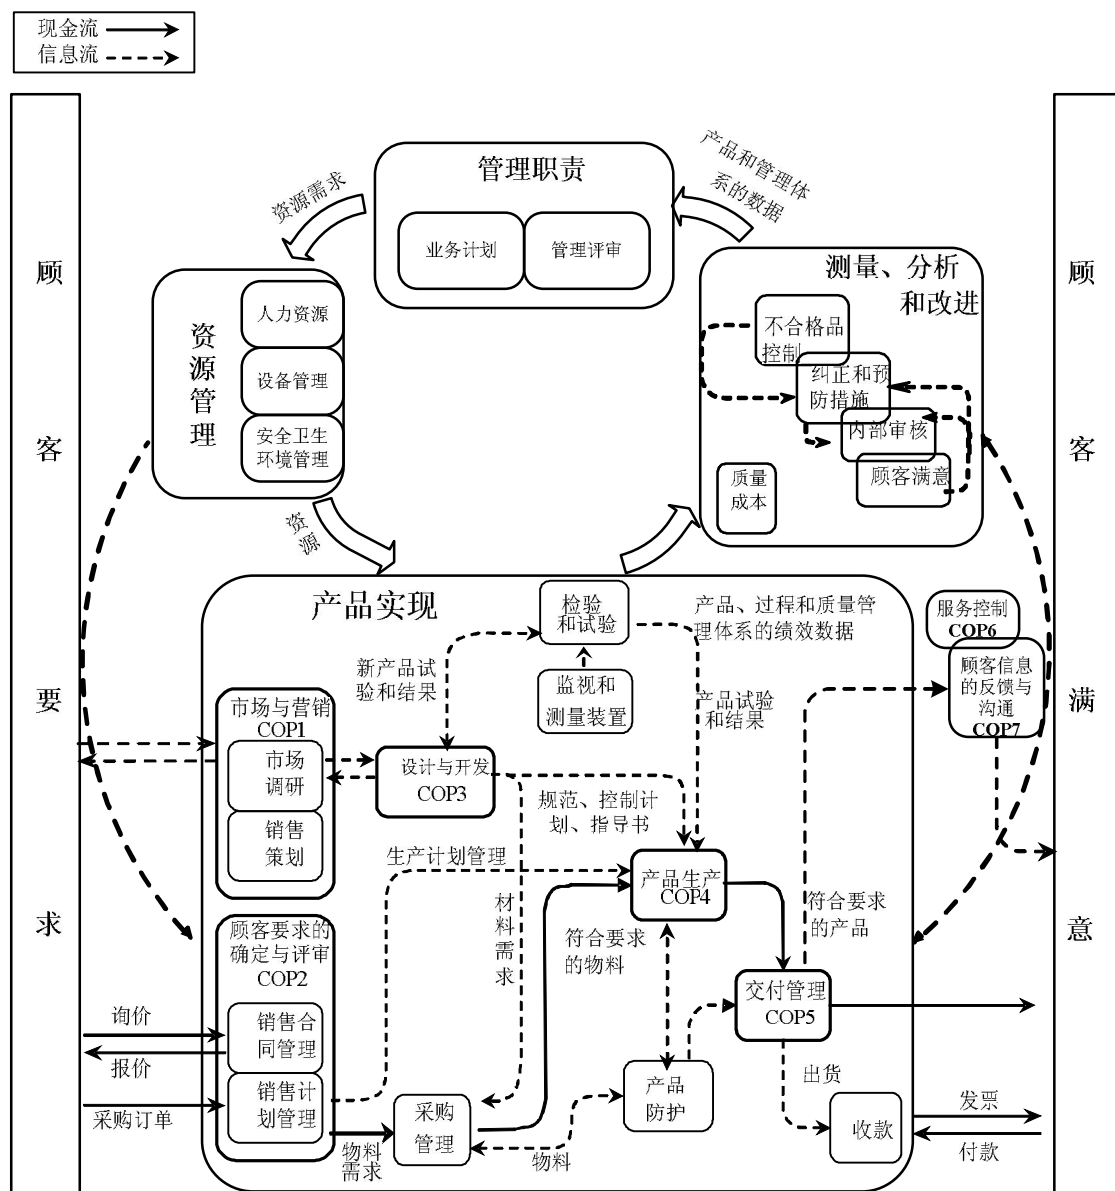 现金流
信息流
顾
客
要
求
管理职责
业务计划
管理评审
资源需求
产品和管理体
系的数据
资源管理
人力资源
设备管理
安全卫生
环境管理
资源
测量、分析
和改进
不合格品
控制
纠正和预
防措施
内部审核
顾客满意
质量
成本
产品实现
检验
和试验
监视和
测量装置
新产品试
验和结果
产品、过程和质量管
理体系的绩效数据
产品试验
和结果
服务控制
COP6
顾客信息
的反馈与
沟通
COP7
市场与营销
COP1
市场
调研
销售
策划
设计与开发
COP3
规范、控制计
划、指导书
生产计划管理
产品生产
COP4
材料需求
符合要求
的物料
符合要求
的产品
顾客要求的
确定与评审
COP2
销售合
同管理
销售计
划管理
询价
报价
采购订单
物料
需求
采购
管理
物料
产品
防护
交付管理
COP5
出货
收款
发票
付款
顾
客
满
意